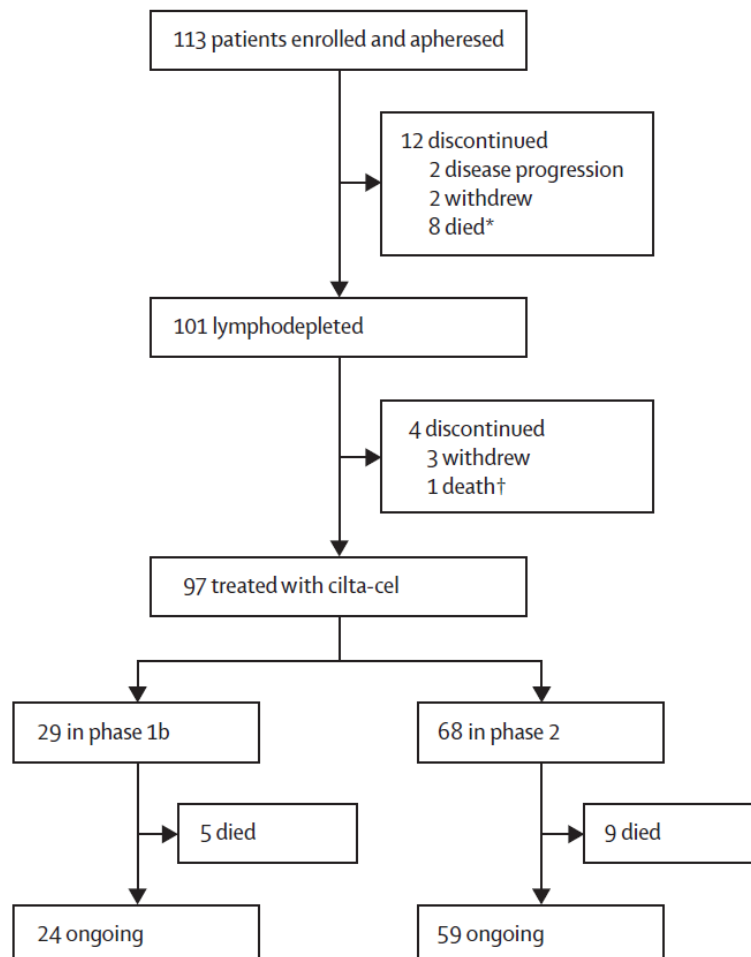 113 patients enrolled and apheresed
12 discontinued
2 disease progression
2 withdrew
8 died*
101 lymphodepleted
4 discontinued
3 withdrew
1 death†
97 treated with cilta-cel
29 in phase 1b
68 in phase 2
5 died
9 died
24 ongoing
59 ongoing